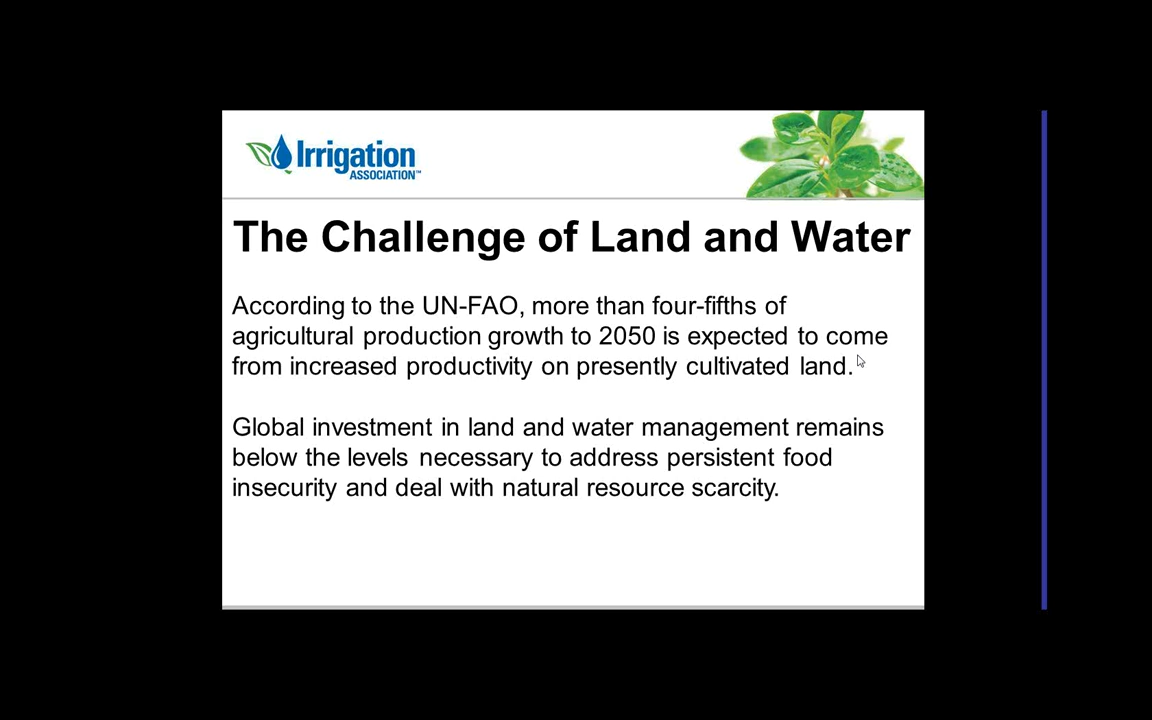 Irrigation
ASSOCIATION™
The Challenge of Land and Water
According to the UN-FAO, more than four-fifths of
agricultural production growth to 2050 is expected to come
from increased productivity on presently cultivated land.
Global investment in land and water management remains
below the levels necessary to address persistent food
insecurity and deal with natural resource scarcity.